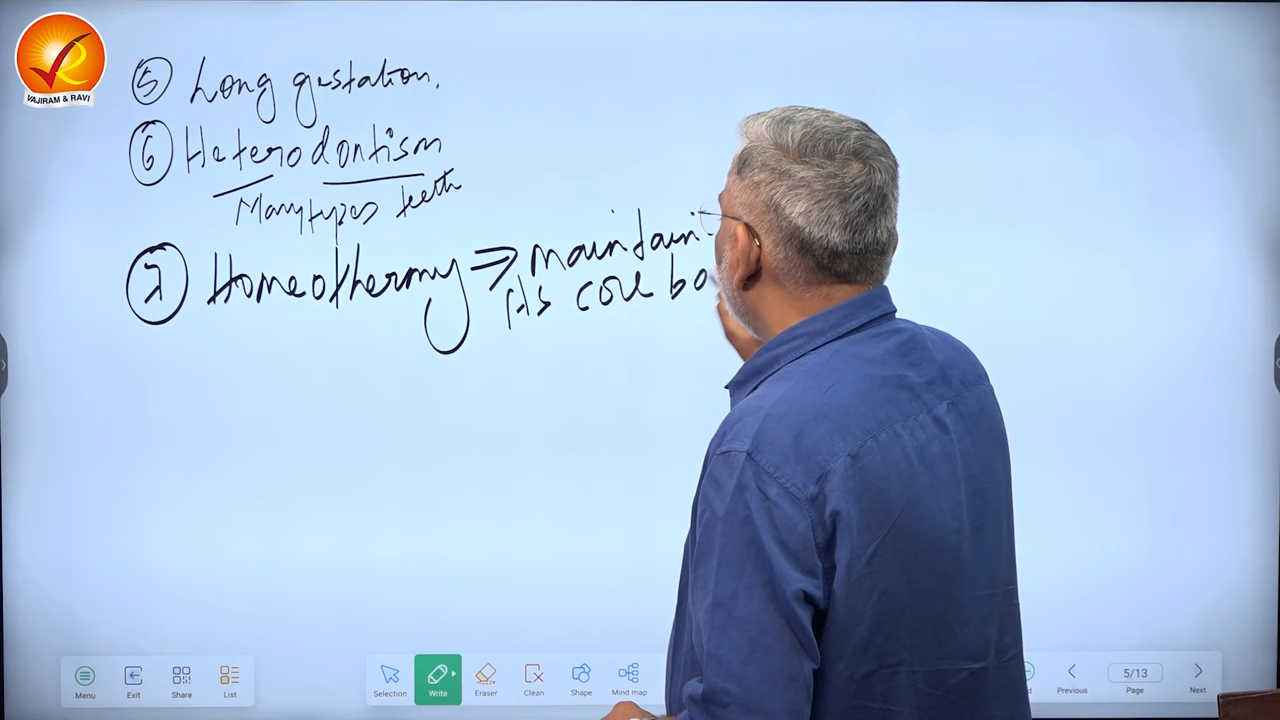 VAJIRAM & RAVI
⑤ Long gestation.
⑥ Heterodontism
Many types teeth
⑦ Homeothermy ⇒ maintain
its core bo
Menu
Exit
Share
List
Selection
Write
Eraser
Clean
Shape
Mind map
d
Previous
5/13
Page
Next